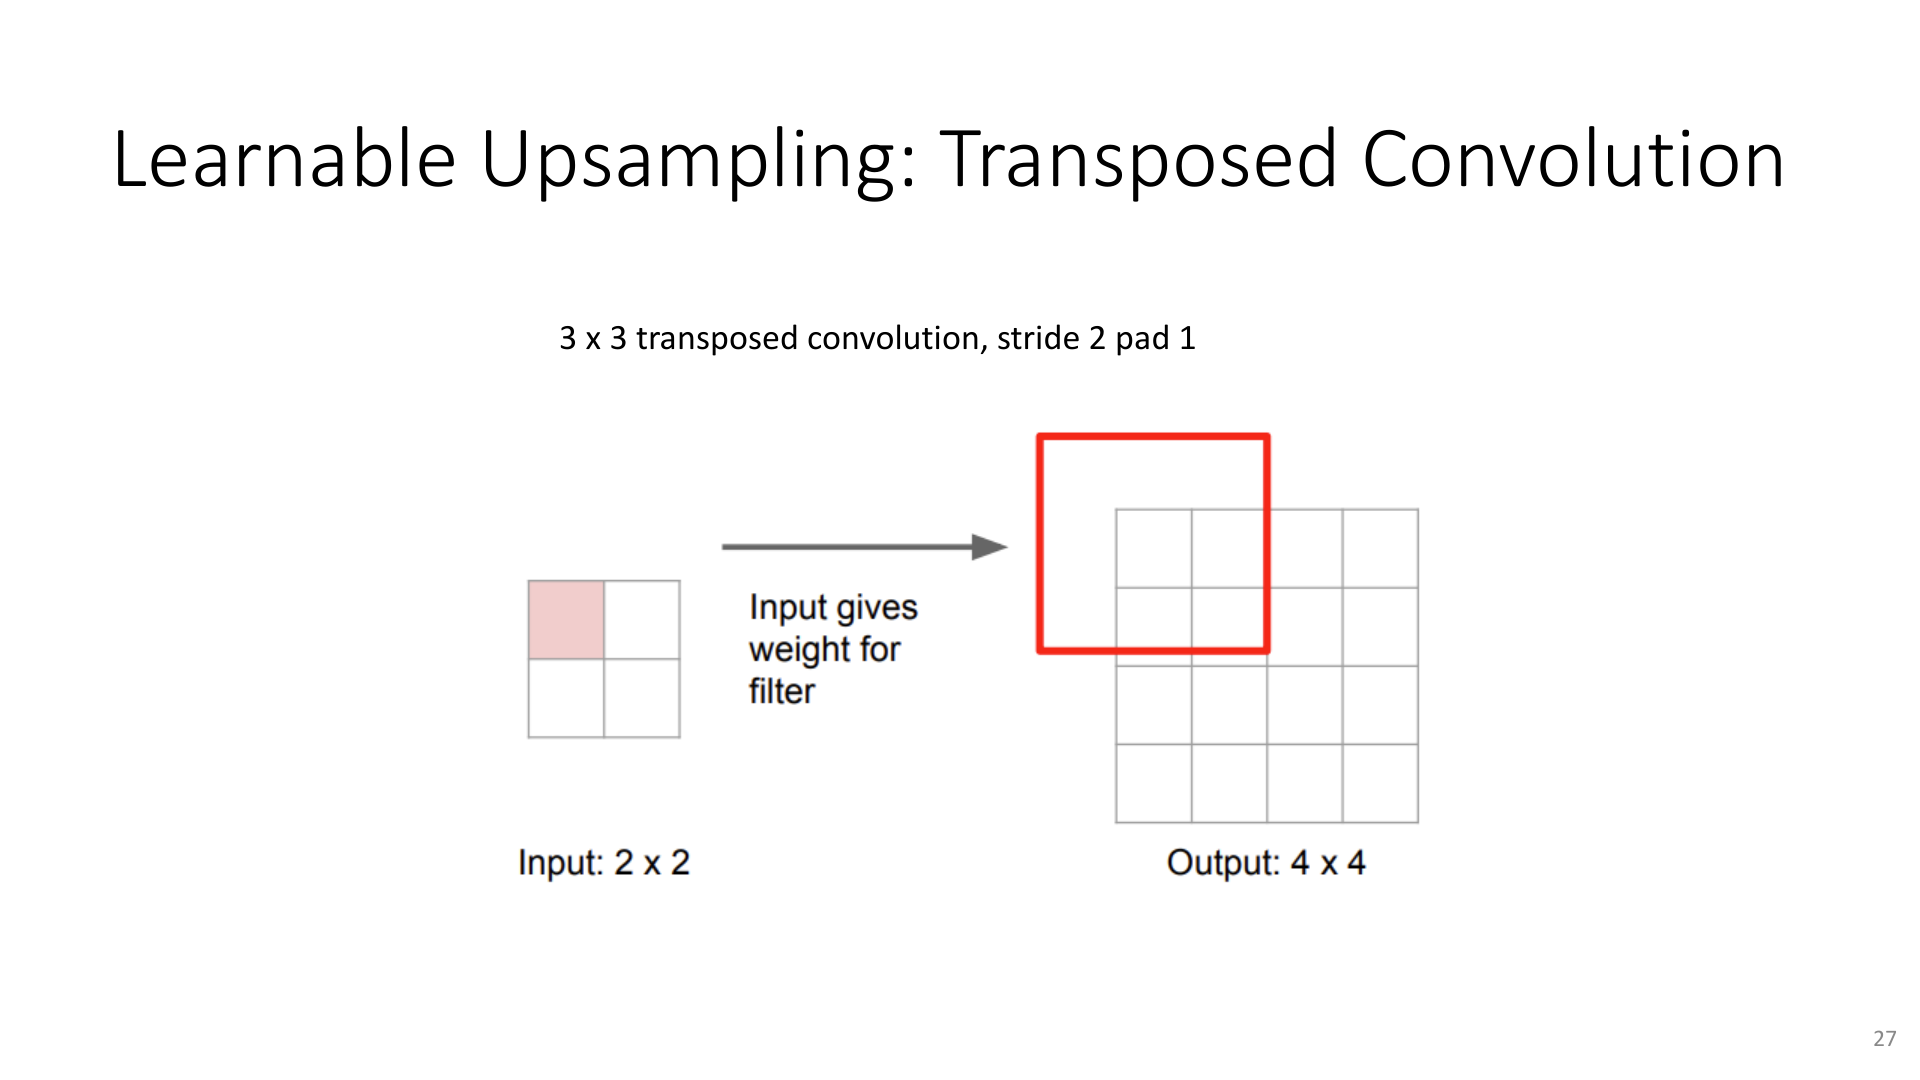 Learnable Upsampling: Transposed Convolution
3 x 3 transposed convolution, stride 2 pad 1
Input gives
weight for
filter
Input: 2 x 2
Output: 4 x 4
27